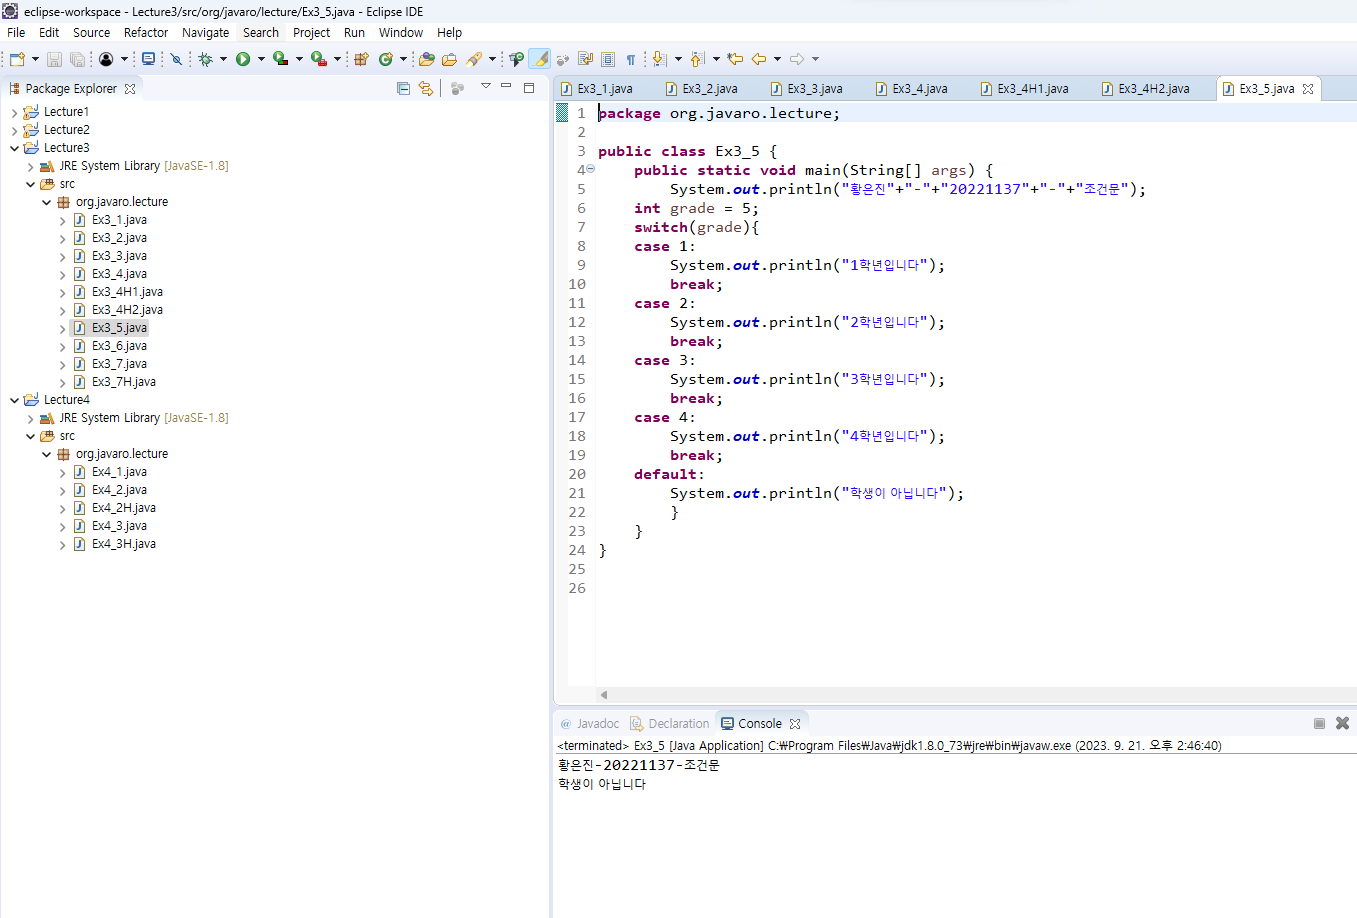 eclipse-workspace - Lecture3/src/org/javaro/lecture/Ex3_5.java - Eclipse IDE
File Edit Source Refactor Navigate Search Project Run Window Help
Package Explorer
Lecture1
Lecture2
Lecture3
JRE System Library [JavaSE-1.8]
src
org.javaro.lecture
Ex3_1.java
Ex3_2.java
Ex3_3.java
Ex3_4.java
Ex3_4H1.java
Ex3_4H2.java
Ex3_5.java
Ex3_6.java
Ex3_7.java
Ex3_7H.java
Lecture4
JRE System Library [JavaSE-1.8]
src
org.javaro.lecture
Ex4_1.java
Ex4_2.java
Ex4_2H.java
Ex4_3.java
Ex4_3H.java
Ex3_1.java Ex3_2.java Ex3_3.java Ex3_4.java Ex3_4H1.java Ex3_4H2.java Ex3_5.java
1 package org.javaro.lecture;
2
3 public class Ex3_5 {
4 public static void main(String[] args) {
5 System.out.println("황은진"+"-"+"20221137"+"-"+"조건문");
6 int grade = 5;
7 switch(grade){
8 case 1:
9 System.out.println("1학년입니다");
10 break;
11 case 2:
12 System.out.println("2학년입니다");
13 break;
14 case 3:
15 System.out.println("3학년입니다");
16 break;
17 case 4:
18 System.out.println("4학년입니다");
19 break;
20 default:
21 System.out.println("학생이 아닙니다");
22 }
23 }
24 }
25
26
@ Javadoc Declaration Console
<terminated> Ex3_5 [Java Application] C:₩Program Files₩Java₩jdk1.8.0_73₩jre₩bin₩javaw.exe (2023. 9. 21. 오후 2:46:40)
황은진-20221137-조건문
학생이 아닙니다